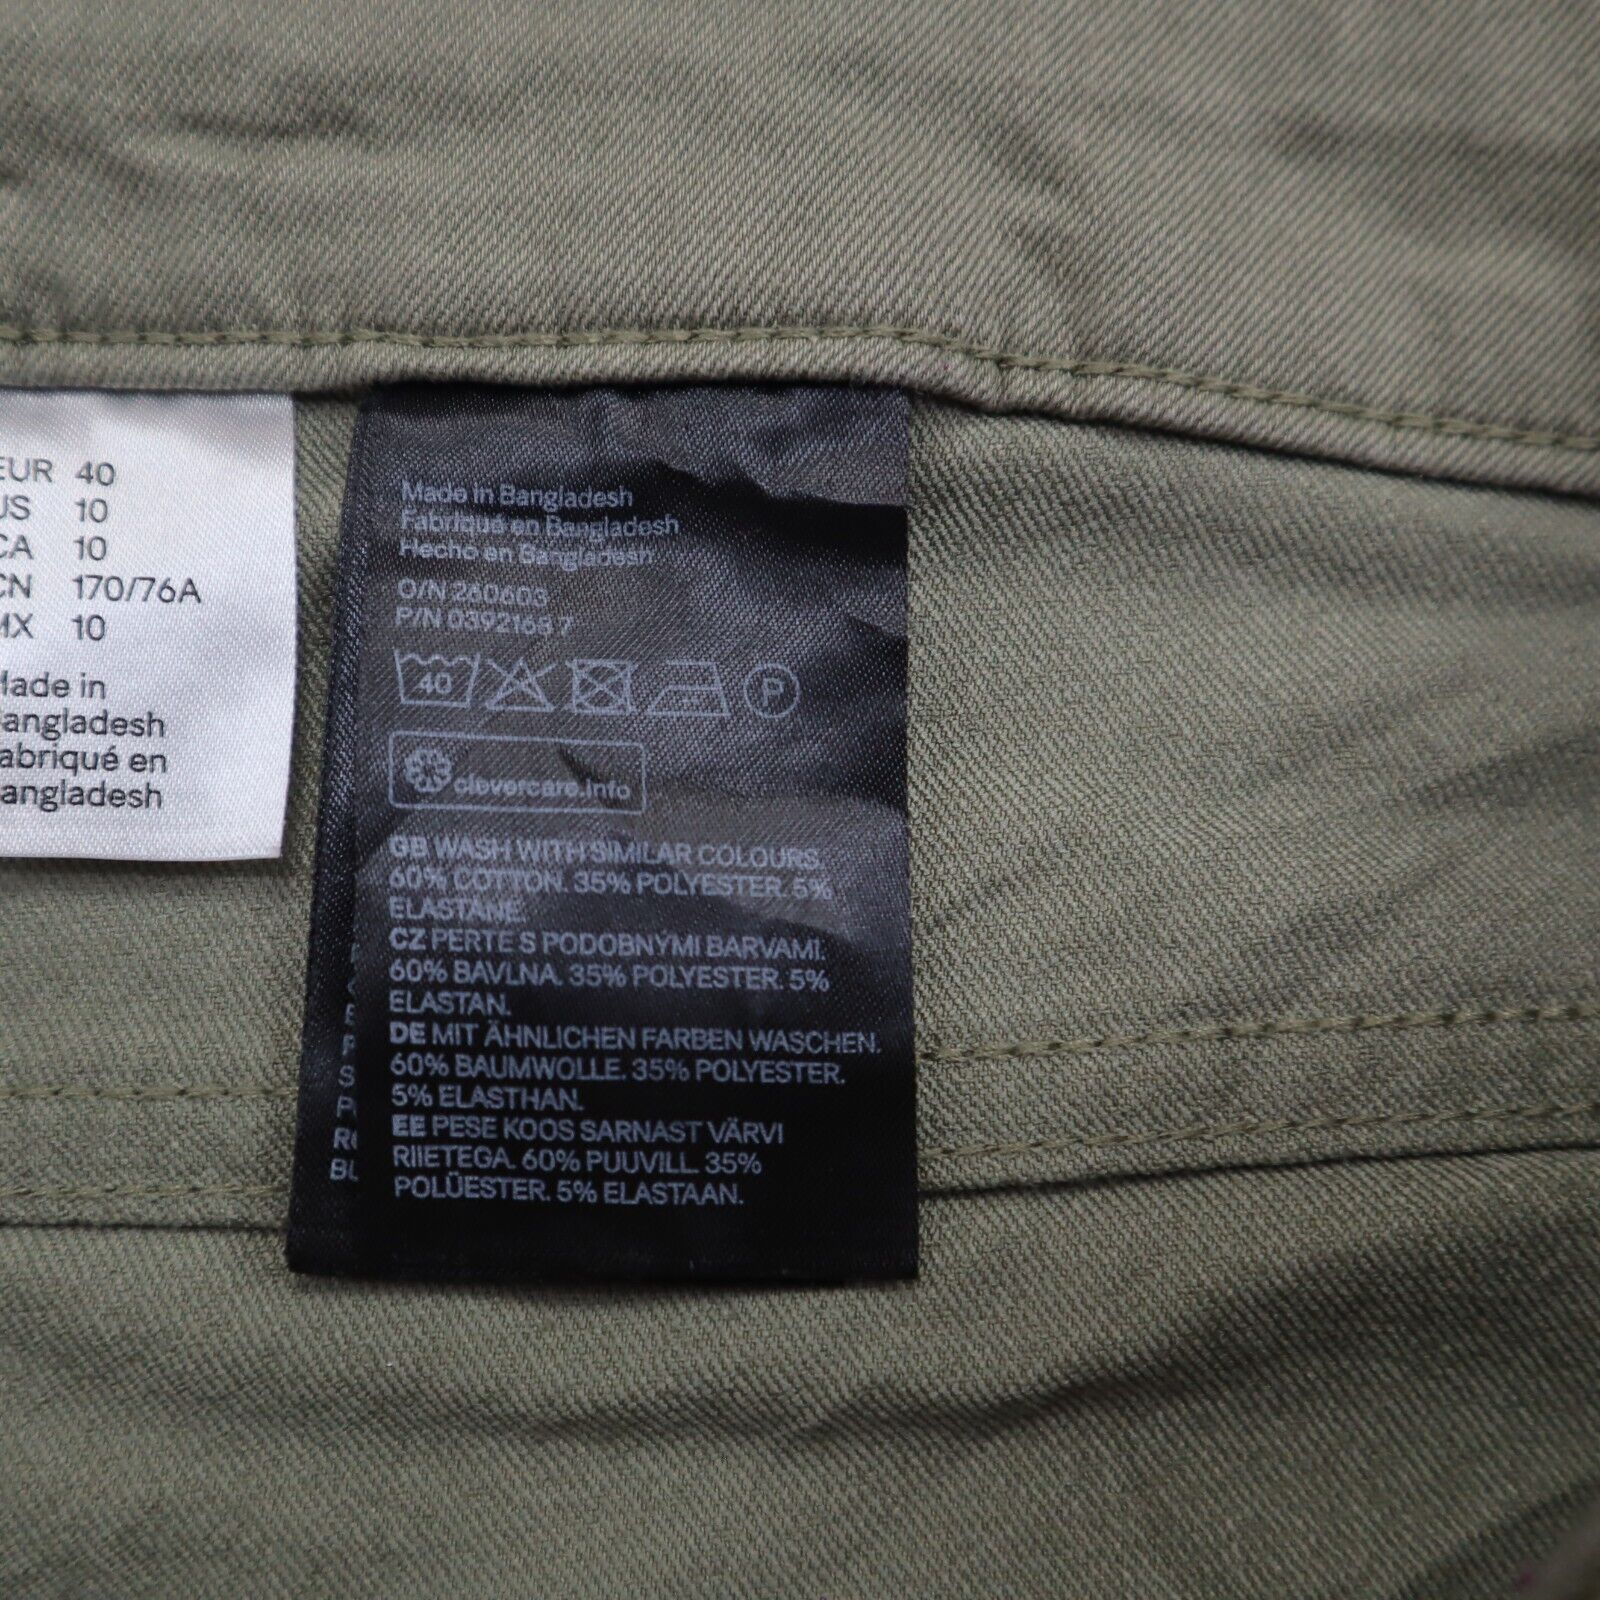 EUR 40
US 10
CA 10
CN 170/76A
MX 10
Made in
Bangladesh
Fabriqué en
Bangladesh
Made in Bangladesh
Fabriqué en Bangladesh
Hecho en Bangladesh
O/N 260603
P/N 0392168 7
40
P
clevercare.info
GB WASH WITH SIMILAR COLOURS.
60% COTTON. 35% POLYESTER. 5%
ELASTANE.
CZ PERTE S PODOBNÝMI BARVAMI.
60% BAVLNA. 35% POLYESTER. 5%
ELASTAN.
DE MIT ÄHNLICHEN FARBEN WASCHEN.
60% BAUMWOLLE. 35% POLYESTER.
5% ELASTHAN.
EE PESE KOOS SARNAST VÄRVI
RIIETEGA. 60% PUUVILL. 35%
POLÜESTER. 5% ELASTAAN.